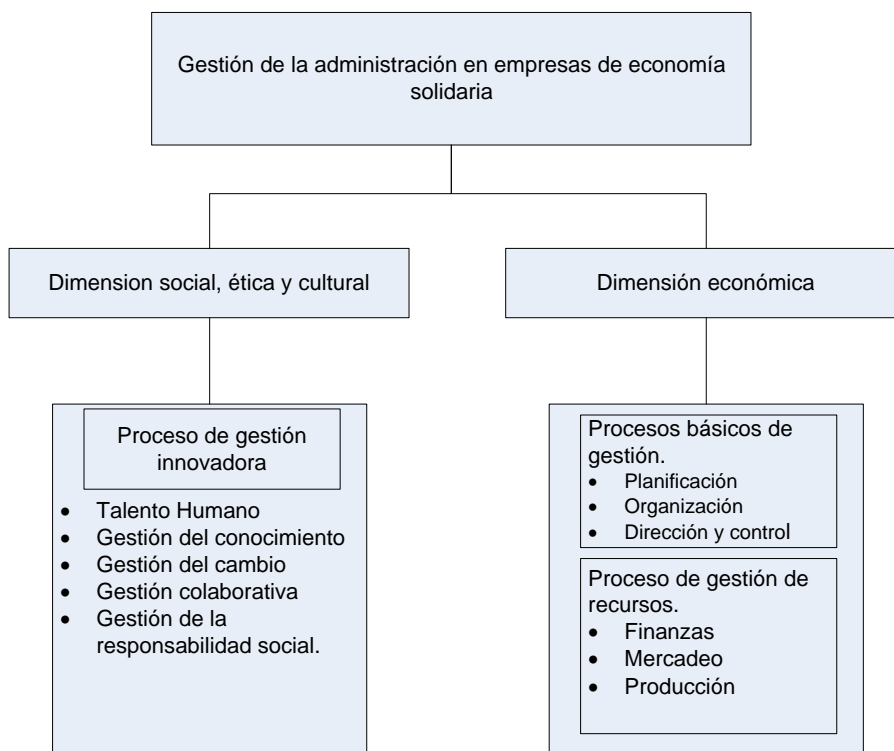 Gestión de la administración en empresas de economía
solidaria
Dimension social, ética y cultural
Dimensión económica
Proceso de gestión
innovadora
• Talento Humano
• Gestión del conocimiento
• Gestión del cambio
• Gestión colaborativa
• Gestión de la
responsabilidad social.
Procesos básicos de
gestión.
• Planificación
• Organización
• Dirección y control
Proceso de gestión de
recursos.
• Finanzas
• Mercadeo
• Producción